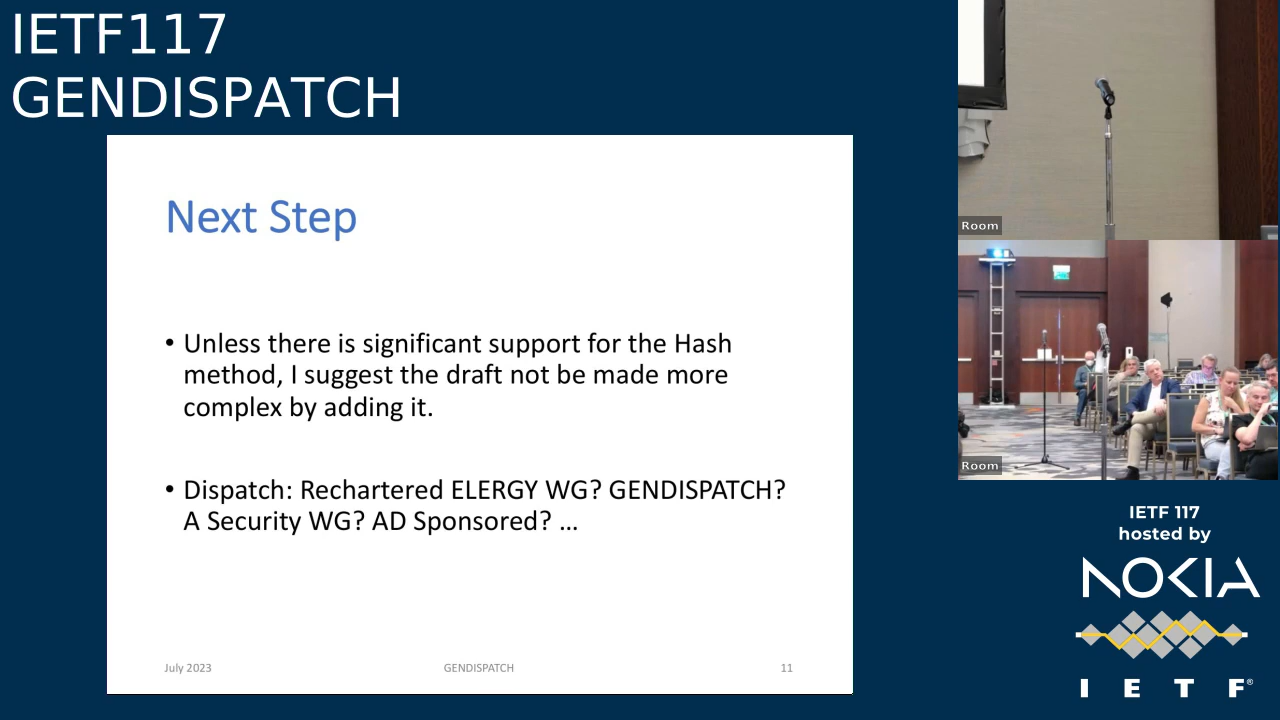 IETF117
GENDISPATCH
Next Step
• Unless there is significant support for the Hash
method, I suggest the draft not be made more
complex by adding it.
• Dispatch: Rechartered ELERGY WG? GENDISPATCH?
A Security WG? AD Sponsored? ...
July 2023 GENDISPATCH 11
Room
Room
IETF 117
hosted by
NOKIA
I E T F®